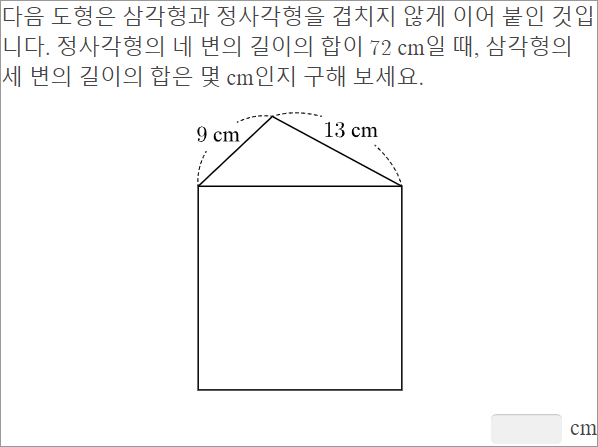 다음 도형은 삼각형과 정사각형을 겹치지 않게 이어 붙인 것입
니다. 정사각형의 네 변의 길이의 합이 72 cm일 때, 삼각형의
세 변의 길이의 합은 몇 cm인지 구해 보세요.
9 cm
13 cm
cm